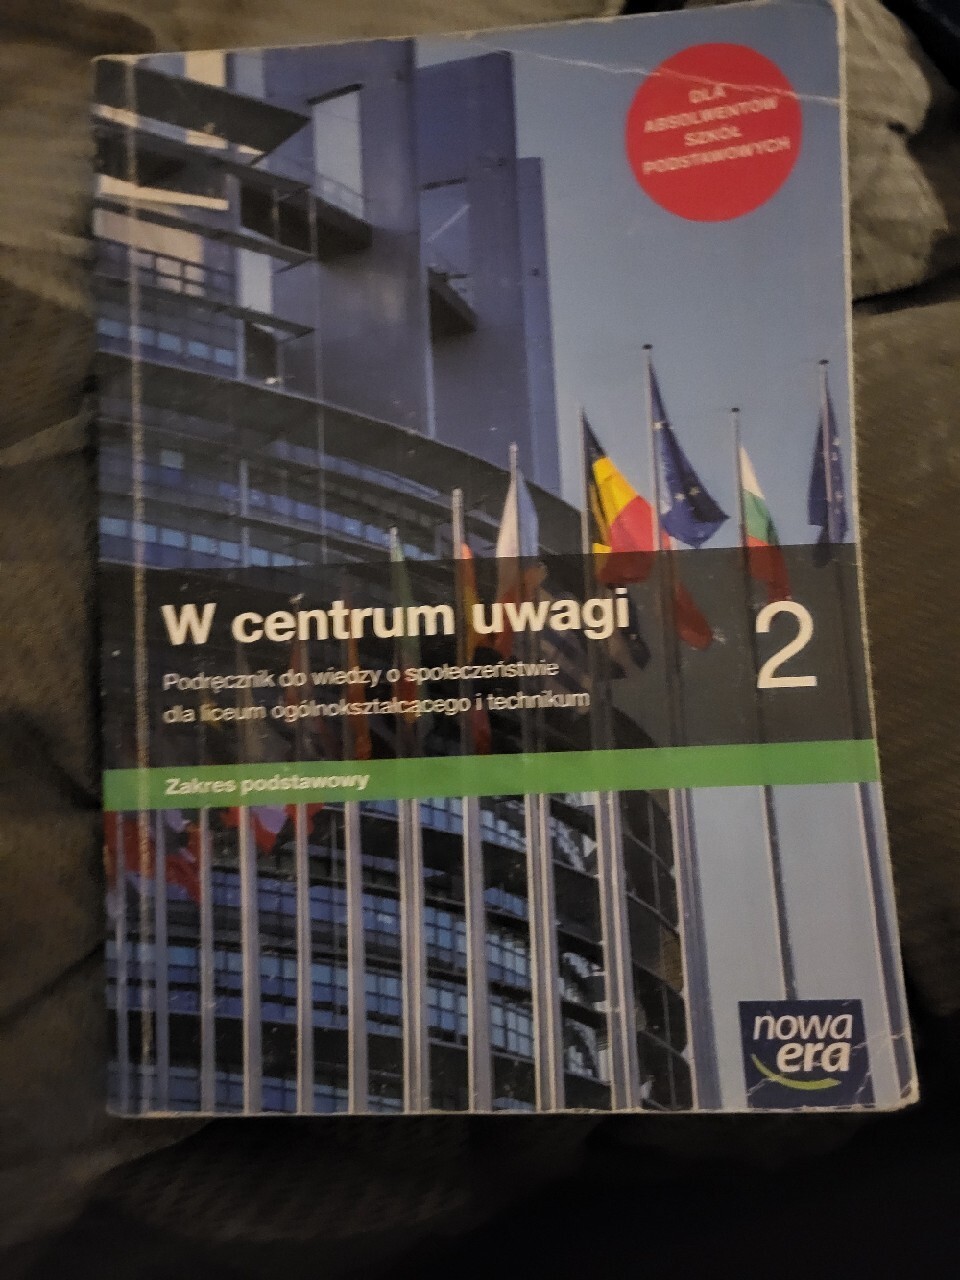 DLA
ABSOLWENTÓW
SZKÓŁ
PODSTAWOWYCH
W centrum uwagi 2
Podręcznik do wiedzy o społeczeństwie
dla liceum ogólnokształcącego i technikum
Zakres podstawowy
nowa
era